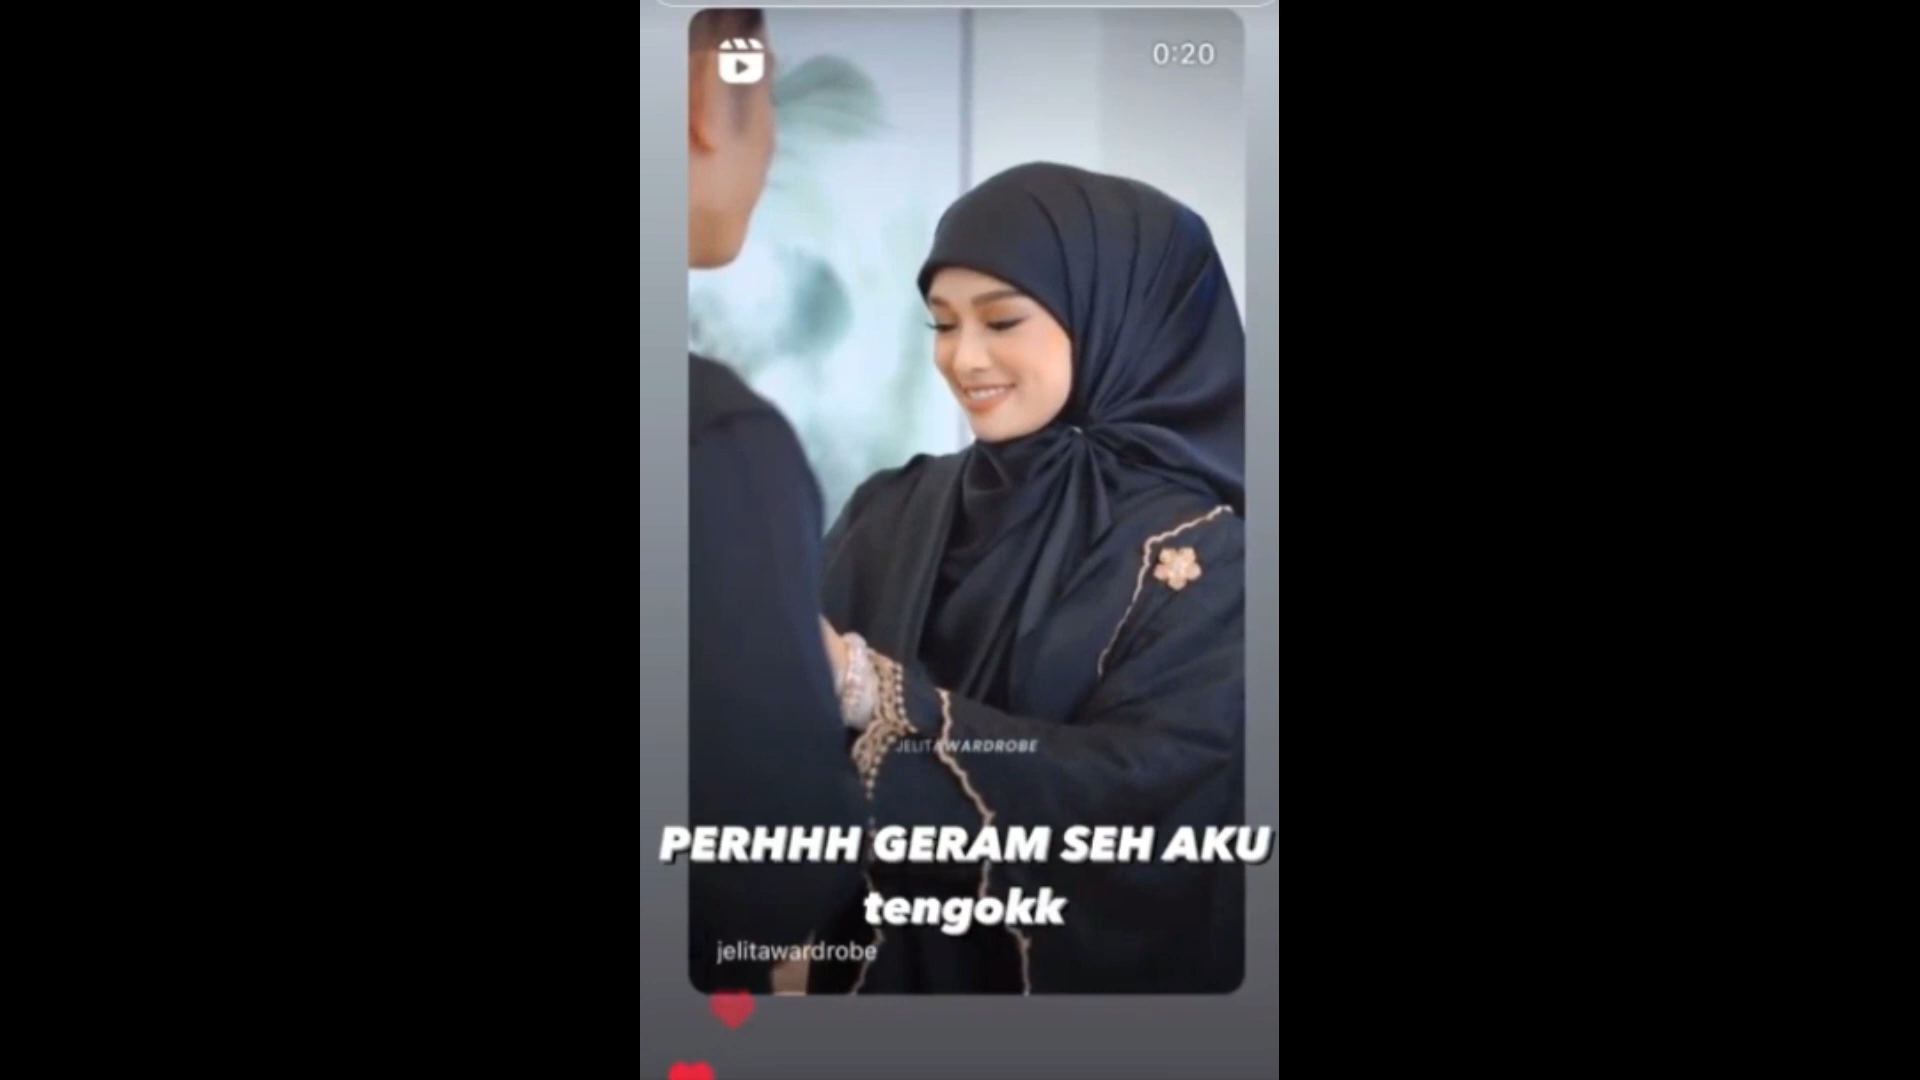 0:20
JELITAWARDROBE
PERHHH GERAM SEH AKU
tengokk
jelitawardrobe